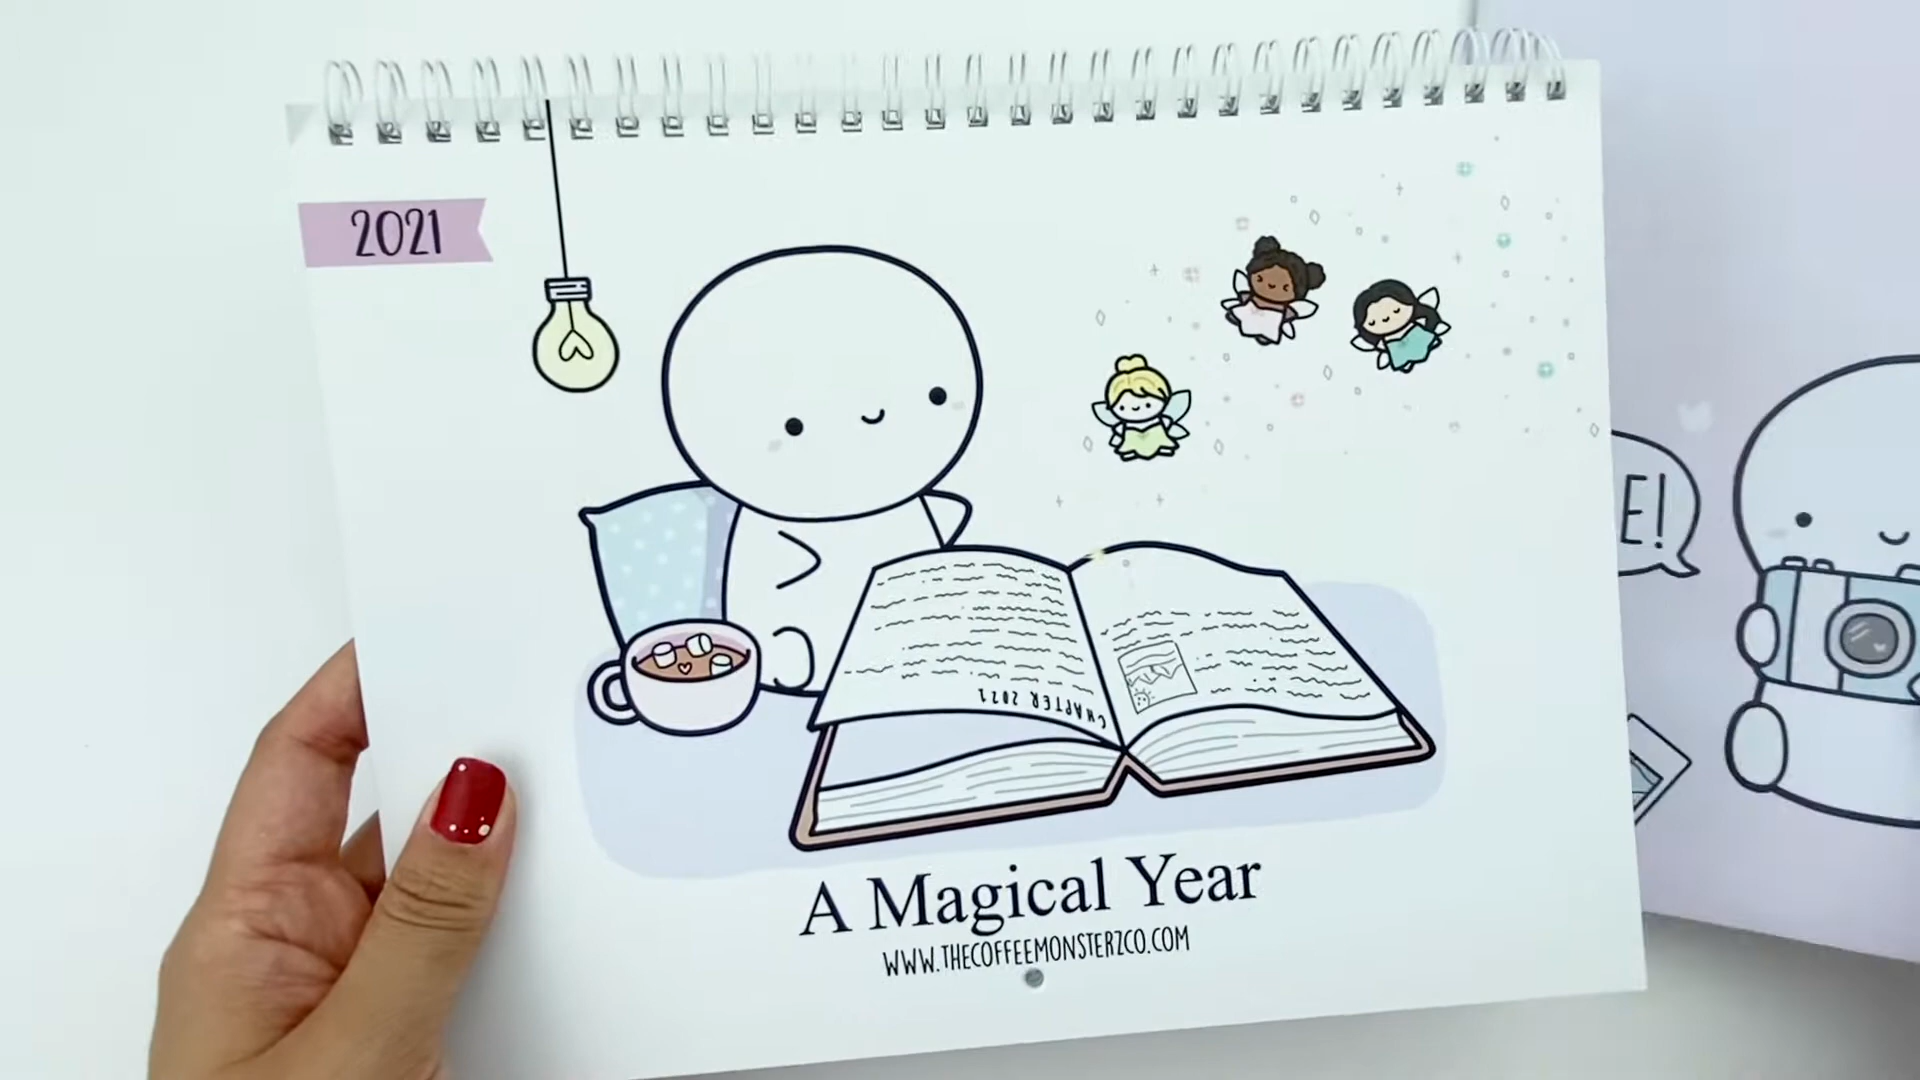 2021
E!
CHAPTER 2021
A Magical Year
WWW.THECOFFEEMONSTERZCO.COM